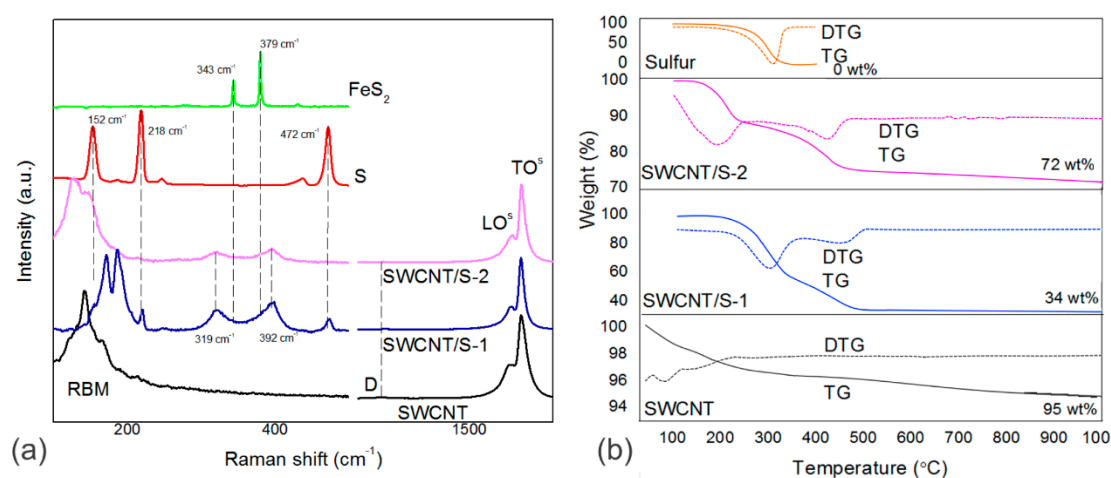 379 cm⁻¹
343 cm⁻¹
FeS₂
152 cm⁻¹
218 cm⁻¹
472 cm⁻¹
S
TOˢ
LOˢ
SWCNT/S-2
SWCNT/S-1
319 cm⁻¹
392 cm⁻¹
RBM
D
SWCNT
200
400
1500
Raman shift (cm⁻¹)
Intensity (a.u.)
(a)
100
50
0
DTG
TG
Sulfur
0 wt%
100
90
80
70
DTG
TG
SWCNT/S-2
72 wt%
100
80
60
40
DTG
TG
SWCNT/S-1
34 wt%
100
98
96
94
DTG
TG
SWCNT
95 wt%
100 200 300 400 500 600 700 800 900 100
Temperature (°C)
Weight (%)
(b)